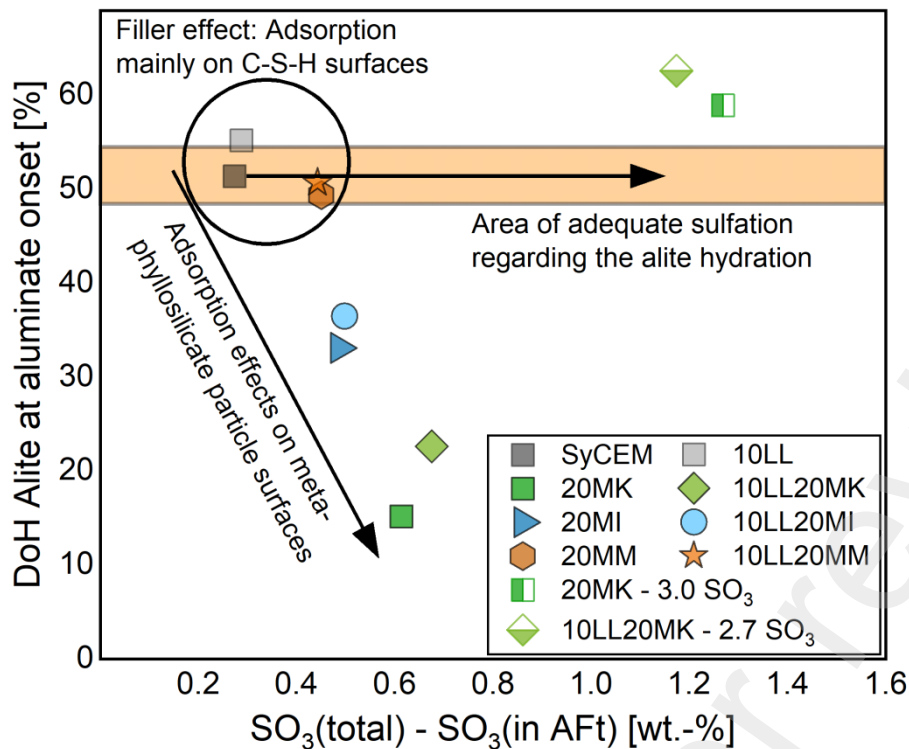 Filler effect: Adsorption
mainly on C-S-H surfaces
DoH Alite at aluminate onset [%]
60
50
40
30
20
10
0
Area of adequate sulfation
regarding the alite hydration
Adsorption effects on meta-
phyllosilicate particle surfaces
SyCEM
10LL
20MK
10LL20MK
20MI
10LL20MI
20MM
10LL20MM
20MK - 3.0 SO₃
10LL20MK - 2.7 SO₃
0.2 0.4 0.6 0.8 1.0 1.2 1.4 1.6
SO₃(total) - SO₃(in AFt) [wt.-%]